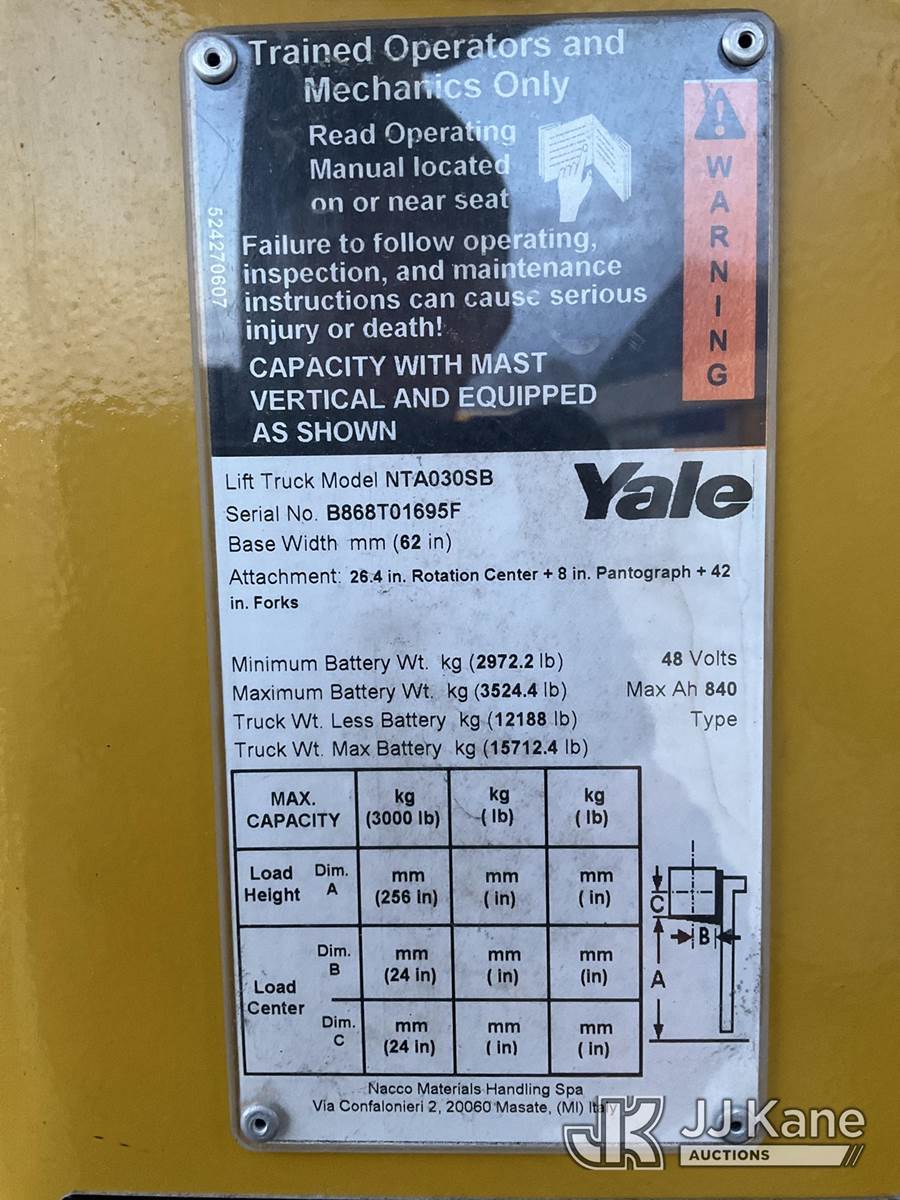 Trained Operators and
Mechanics Only
Read Operating
Manual located
on or near seat
WARNING
524270607
Failure to follow operating,
inspection, and maintenance
instructions can cause serious
injury or death!
CAPACITY WITH MAST
VERTICAL AND EQUIPPED
AS SHOWN
Yale
Lift Truck Model NTA030SB
Serial No. B868T01695F
Base Width mm (62 in)
Attachment: 26.4 in. Rotation Center + 8 in. Pantograph + 42
in. Forks
Minimum Battery Wt. kg (2972.2 lb) 48 Volts
Maximum Battery Wt. kg (3524.4 lb) Max Ah 840
Truck Wt. Less Battery kg (12188 lb) Type
Truck Wt. Max Battery kg (15712.4 lb)
MAX. kg kg kg
CAPACITY (3000 lb) ( lb) ( lb)
Load Dim. mm mm mm
Height A (256 in) ( in) ( in)
Load
Center
Dim. mm mm mm
B (24 in) ( in) (in)
Dim. mm mm mm
C (24 in) ( in) ( in)
C
B
A
Nacco Materials Handling Spa
Via Confalonieri 2, 20060 Masate, (MI) Italy
JK JJ Kane
AUCTIONS